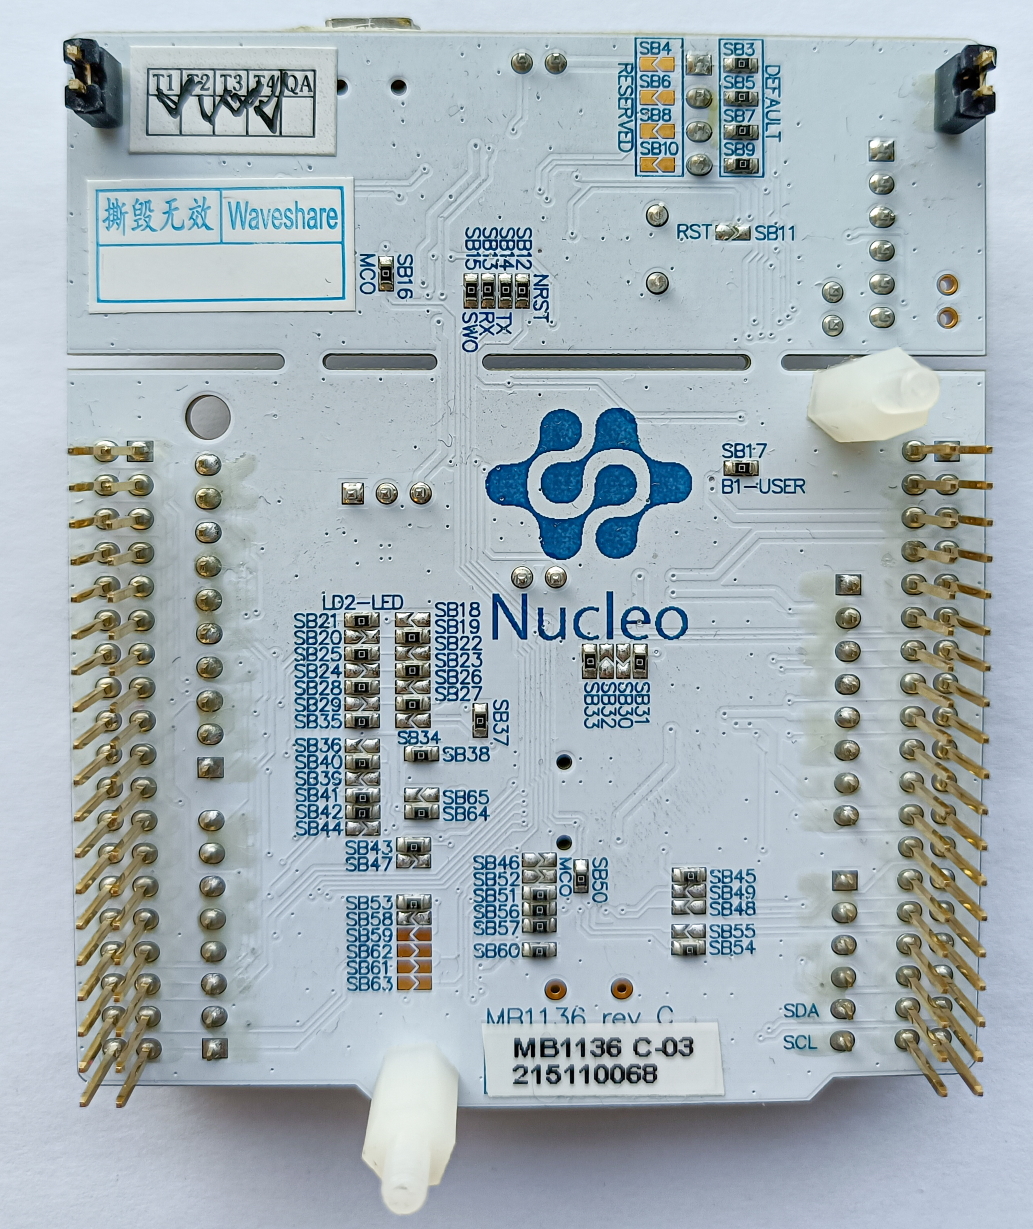 T1 T2 T3 T4 QA
撕毁无效 Waveshare
SB4 SB3
SB6 SB5
SB8 SB7
SB10 SB9
RESERVED
DEFAULT
RST SB11
MCO SB16
SB15 SB13 SB14 SB12
SWO RX TX NRST
SB17
B1-USER
Nucleo
LD2-LED
SB21 SB18
SB20 SB19
SB25 SB22
SB24 SB23
SB28 SB26
SB29 SB27
SB35
SB37
SB34
SB36
SB40 SB38
SB39
SB41 SB65
SB42 SB64
SB44
SB43
SB47
SB33 SB32 SB30 SB31
SB46
SB52
SB51
SB56
SB57
SB60
MCO SB50
SB45
SB49
SB48
SB55
SB54
SB53
SB58
SB59
SB62
SB61
SB63
SDA
SCL
MB1136 rev C
MB1136 C-03
215110068